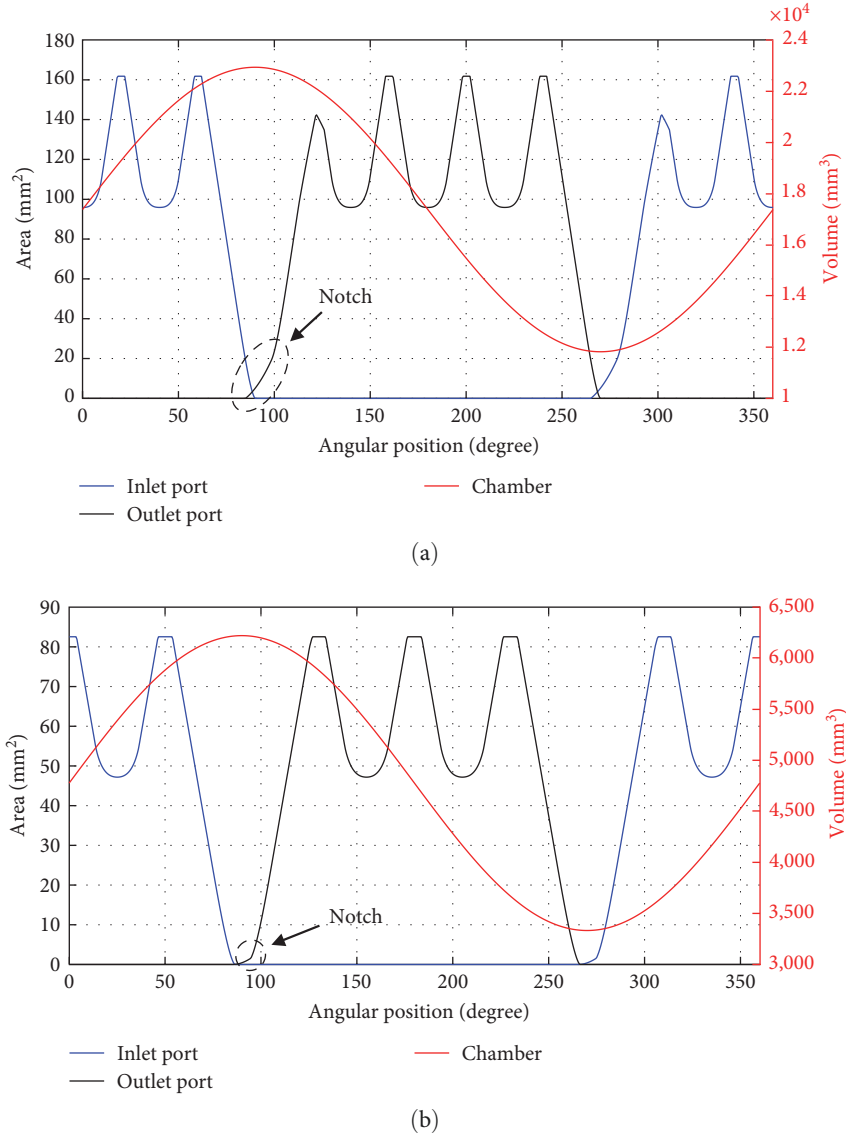 ×10⁴
180
160
140
120
100
80
60
40
20
0
Area (mm²)
2.4
2.2
2
1.8
1.6
1.4
1.2
1
Volume (mm³)
Notch
0 50 100 150 200 250 300 350
Angular position (degree)
Inlet port Chamber
Outlet port
(a)
90
80
70
60
50
40
30
20
10
0
Area (mm²)
6,500
6,000
5,500
5,000
4,500
4,000
3,500
3,000
Volume (mm³)
Notch
0 50 100 150 200 250 300 350
Angular position (degree)
Inlet port Chamber
Outlet port
(b)